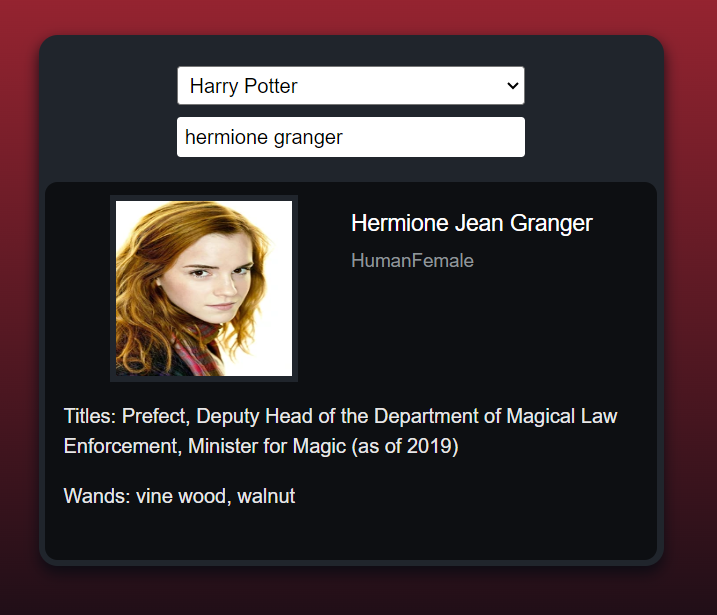 Harry Potter
hermione granger
Hermione Jean Granger
HumanFemale
Titles: Prefect, Deputy Head of the Department of Magical Law
Enforcement, Minister for Magic (as of 2019)
Wands: vine wood, walnut